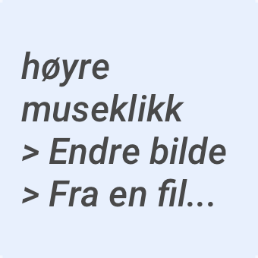 høyre
museklikk
> Endre bilde
> Fra en fil...